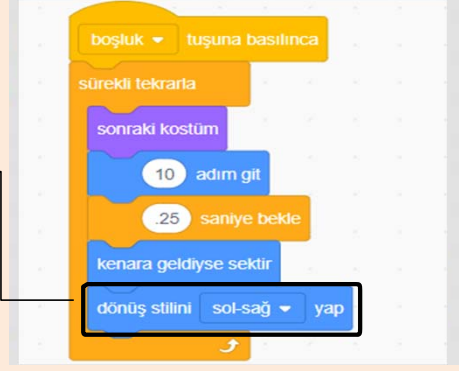 boşluk tuşuna basılınca
sürekli tekrarla
sonraki kostüm
10 adım git
.25 saniye bekle
kenara geldiyse sektir
dönüş stilini sol-sağ yap